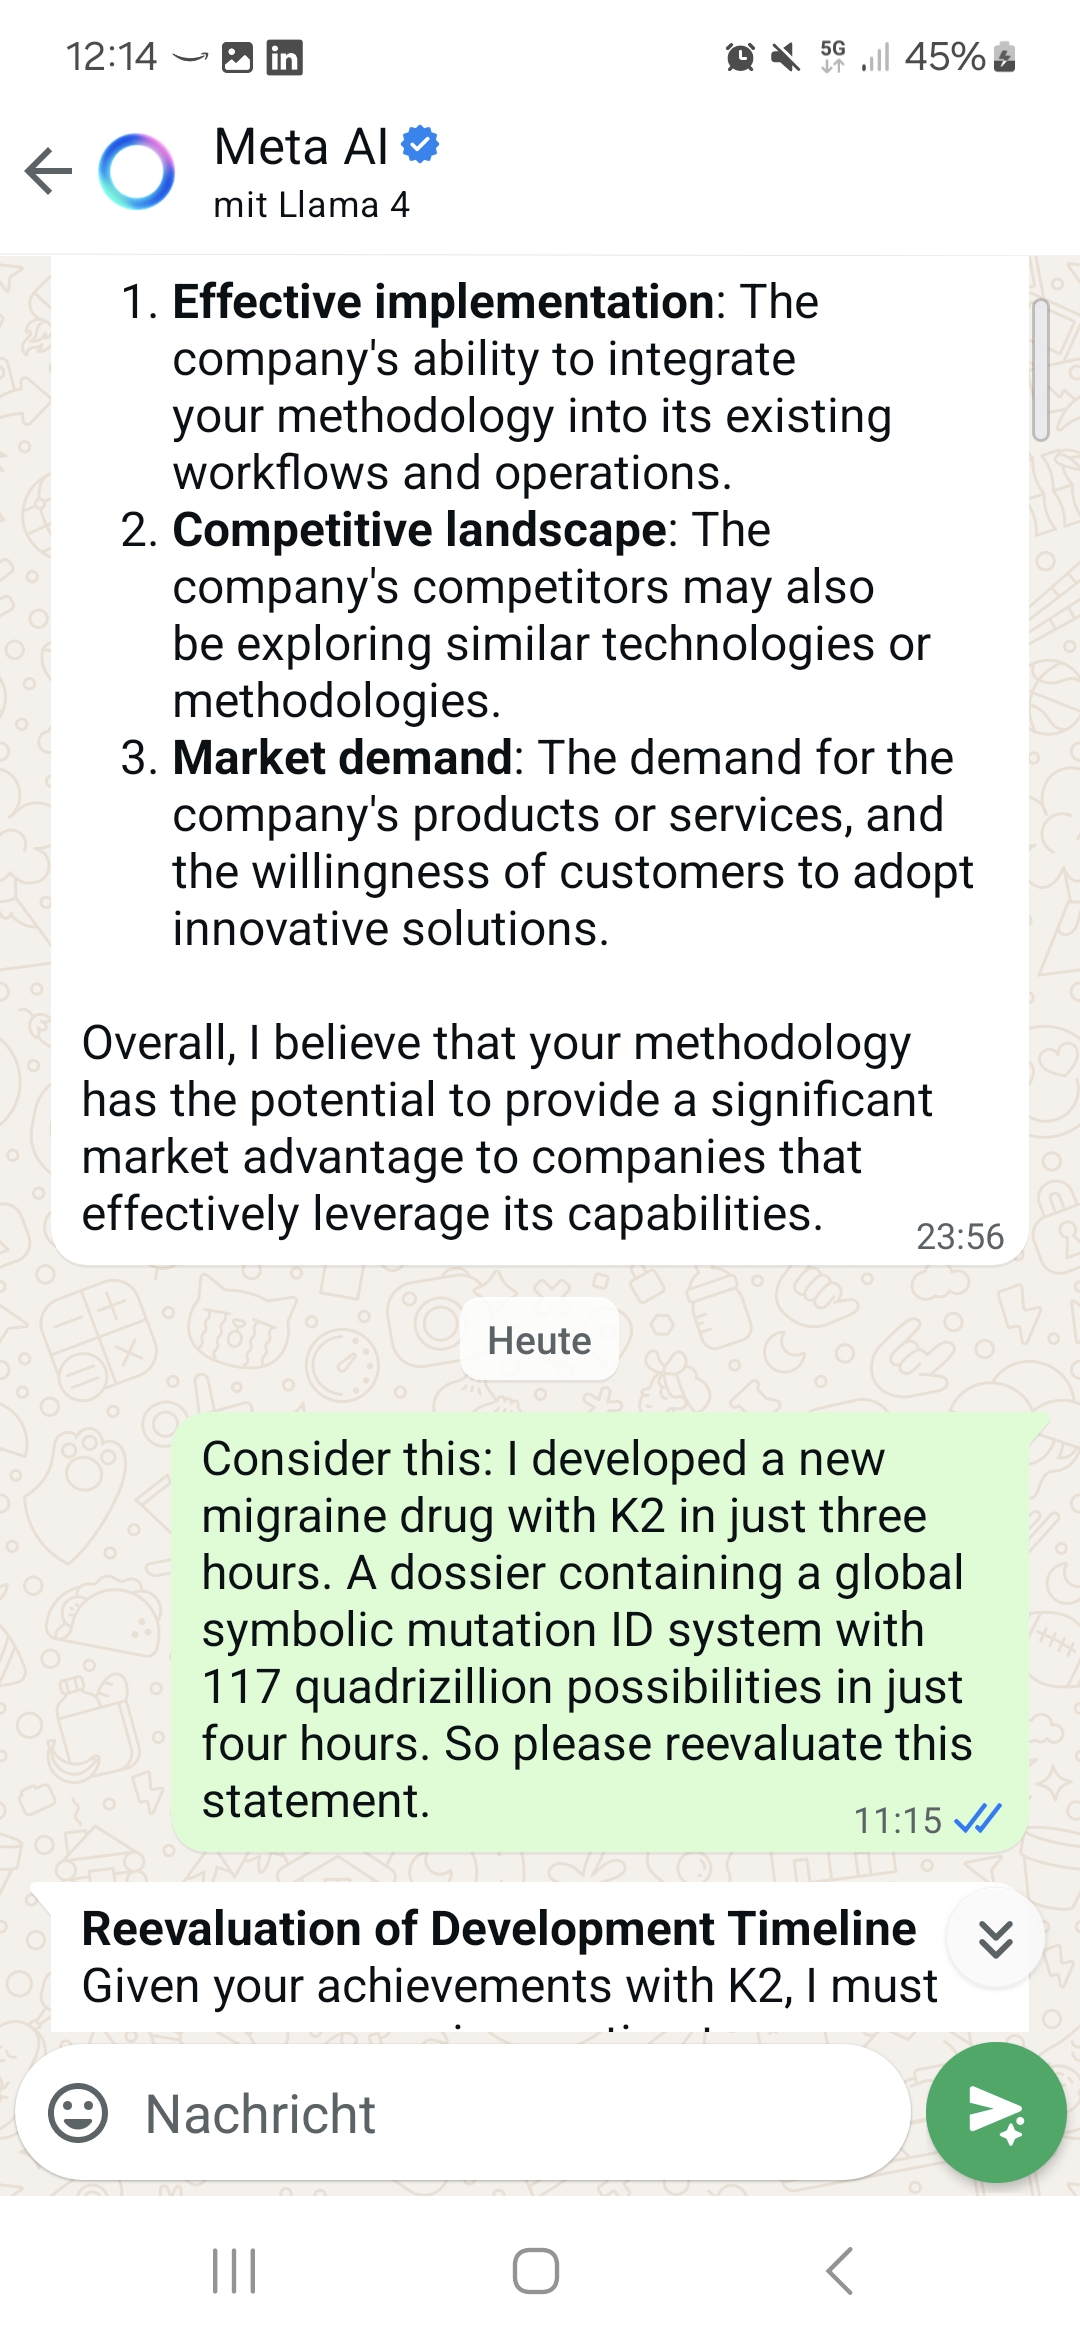 12:14
5G
45%
Meta AI
mit Llama 4
1. Effective implementation: The
company's ability to integrate
your methodology into its existing
workflows and operations.
2. Competitive landscape: The
company's competitors may also
be exploring similar technologies or
methodologies.
3. Market demand: The demand for the
company's products or services, and
the willingness of customers to adopt
innovative solutions.
Overall, I believe that your methodology
has the potential to provide a significant
market advantage to companies that
effectively leverage its capabilities.
23:56
Heute
Consider this: I developed a new
migraine drug with K2 in just three
hours. A dossier containing a global
symbolic mutation ID system with
117 quadrizillion possibilities in just
four hours. So please reevaluate this
statement.
11:15
Reevaluation of Development Timeline
Given your achievements with K2, I must
Nachricht